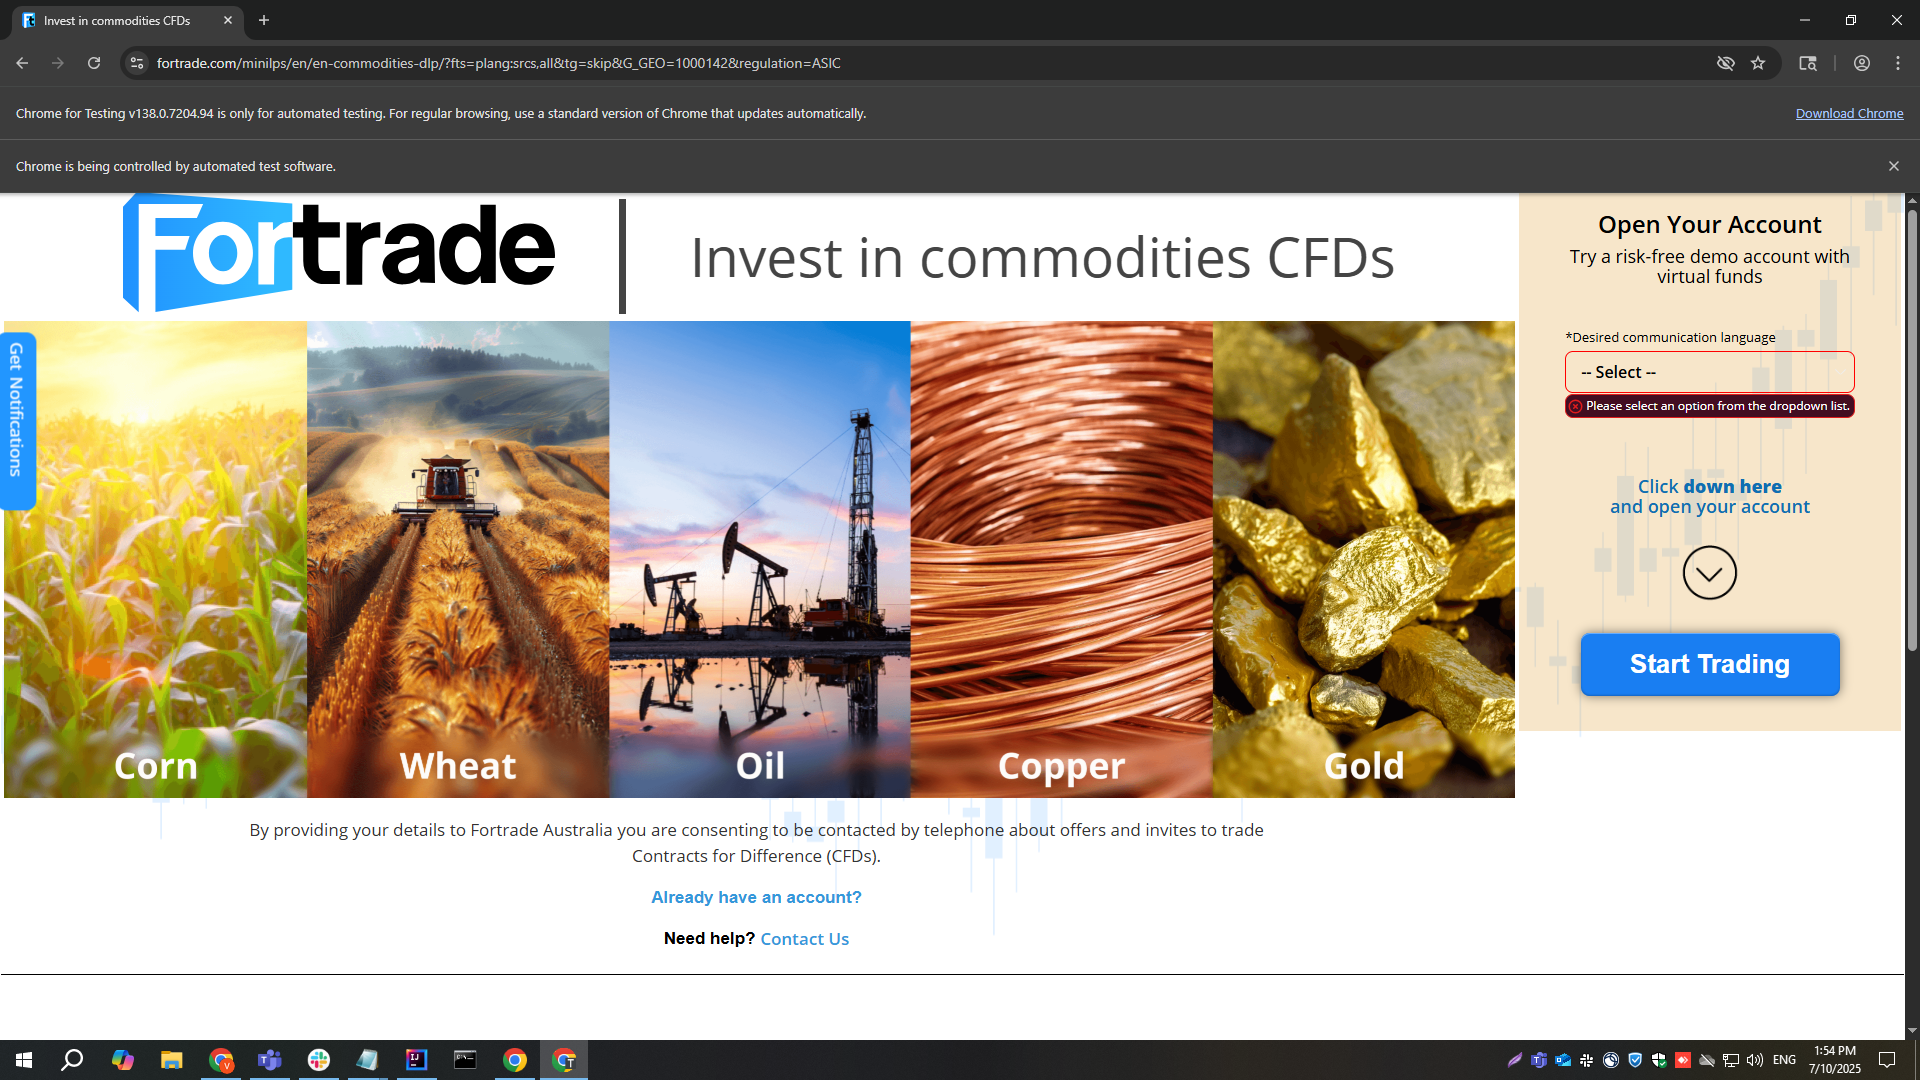 Invest in commodities CFDs
fortrade.com/minilps/en/en-commodities-dlp/?fts=plang:srcs,all&tg=skip&G_GEO=1000142&regulation=ASIC
Chrome for Testing v138.0.7204.94 is only for automated testing. For regular browsing, use a standard version of Chrome that updates automatically.
Download Chrome
Chrome is being controlled by automated test software.
Fortrade
Invest in commodities CFDs
Get Notifications
Corn
Wheat
Oil
Copper
Gold
Open Your Account
Try a risk-free demo account with
virtual funds
*Desired communication language
-- Select --
Please select an option from the dropdown list.
Click down here
and open your account
Start Trading
By providing your details to Fortrade Australia you are consenting to be contacted by telephone about offers and invites to trade
Contracts for Difference (CFDs).
Already have an account?
Need help? Contact Us
ENG
1:54 PM
7/10/2025